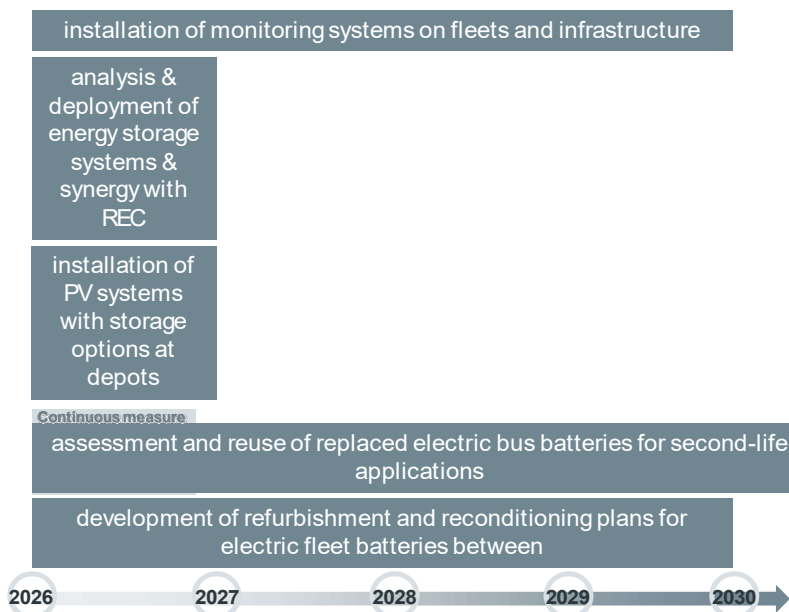 installation of monitoring systems on fleets and infrastructure
analysis &
deployment of
energy storage
systems &
synergy with
REC
installation of
PV systems
with storage
options at
depots
Continuous measure
assessment and reuse of replaced electric bus batteries for second-life
applications
development of refurbishment and reconditioning plans for
electric fleet batteries between
2026 2027 2028 2029 2030